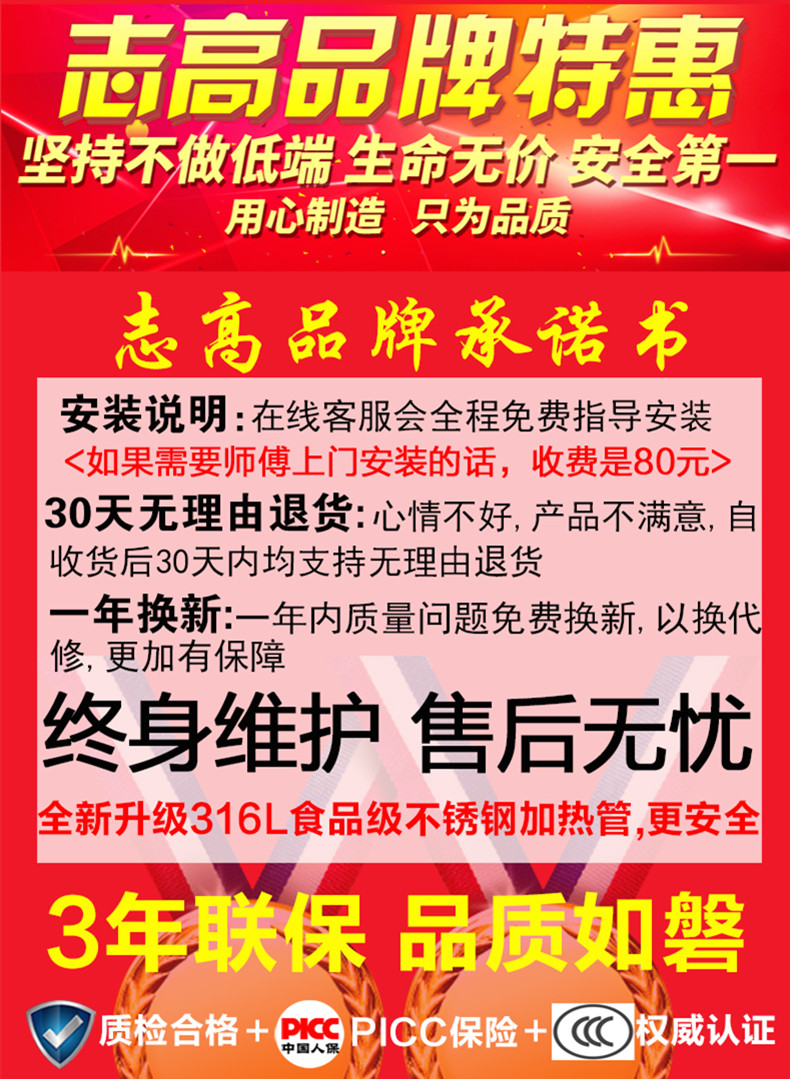 志高品牌特惠
坚持不做低端 生命无价 安全第一
用心制造 只为品质
志高品牌承诺书
安装说明:在线客服会全程免费指导安装
<如果需要师傅上门安装的话，收费是80元>
30天无理由退货:心情不好,产品不满意,自
收货后30天内均支持无理由退货
一年换新:一年内质量问题免费换新,以换代
修,更加有保障
终身维护 售后无忧
全新升级316L食品级不锈钢加热管,更安全
3年联保 品质如磐
质检合格+PICC中国人保PICC保险+CCC权威认证